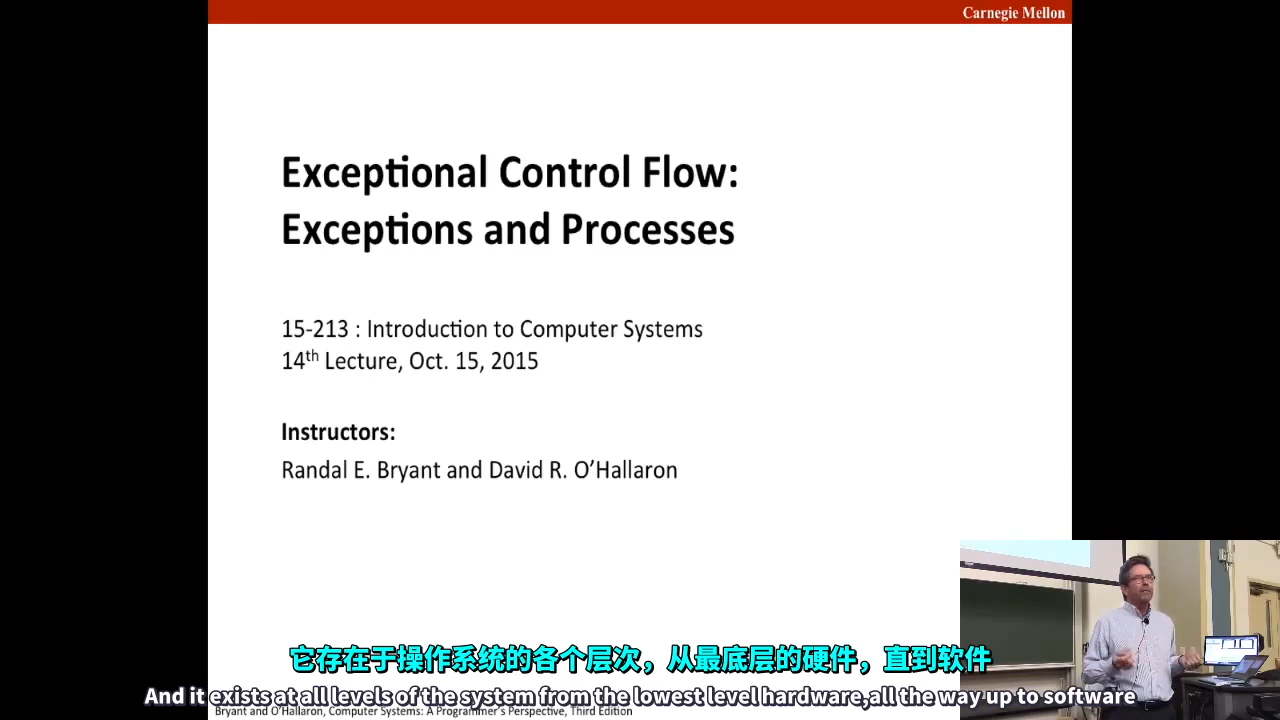 Carnegie Mellon
Exceptional Control Flow:
Exceptions and Processes
15-213 : Introduction to Computer Systems
14th Lecture, Oct. 15, 2015
Instructors:
Randal E. Bryant and David R. O’Hallaron
它存在于操作系统的各个层次，从最底层的硬件，直到软件
And it exists at all levels of the system from the lowest level hardware,all the way up to software
Bryant and O’Hallaron, Computer Systems: A Programmer’s Perspective, Third Edition